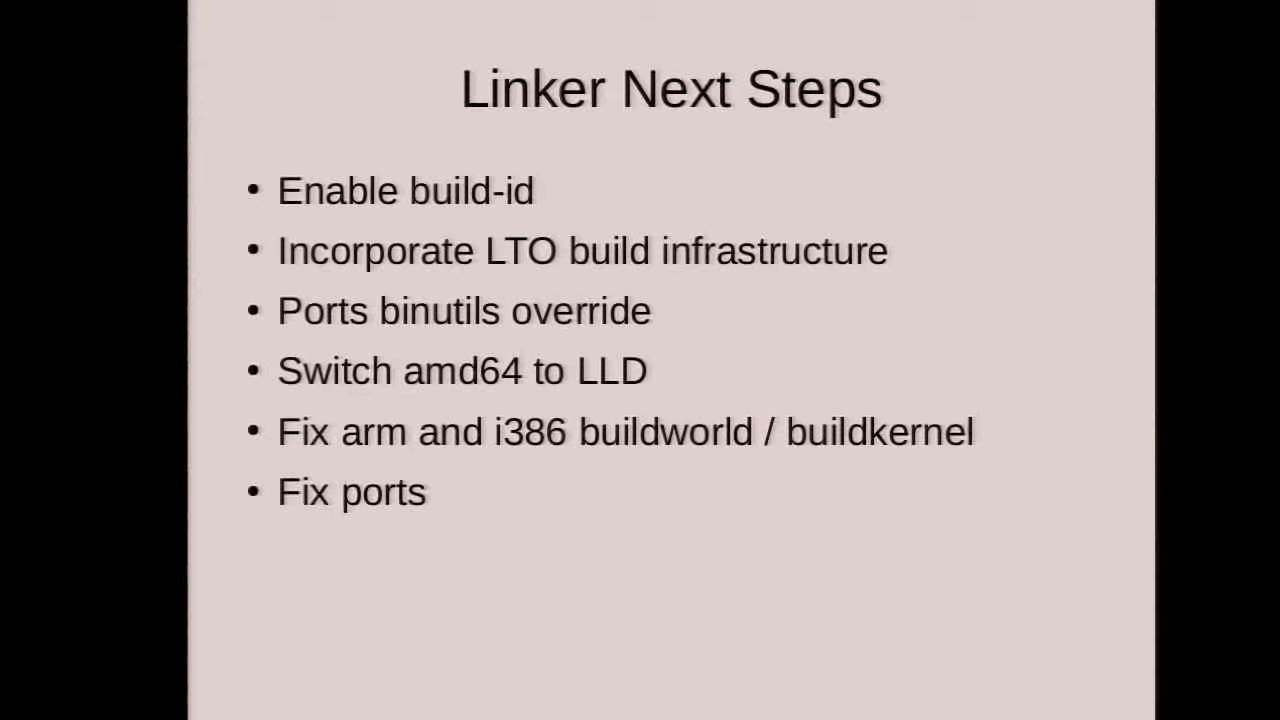 Linker Next Steps
• Enable build-id
• Incorporate LTO build infrastructure
• Ports binutils override
• Switch amd64 to LLD
• Fix arm and i386 buildworld / buildkernel
• Fix ports